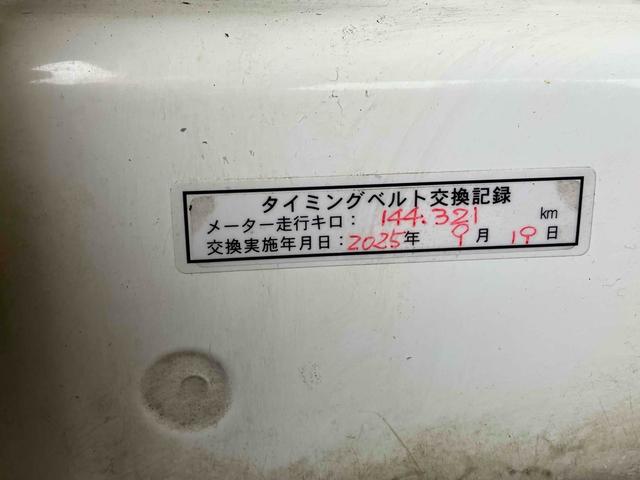 タイミングベルト交換記録
メーター走行キロ： 144.321 km
交換実施年月日：2025年 9月 19日